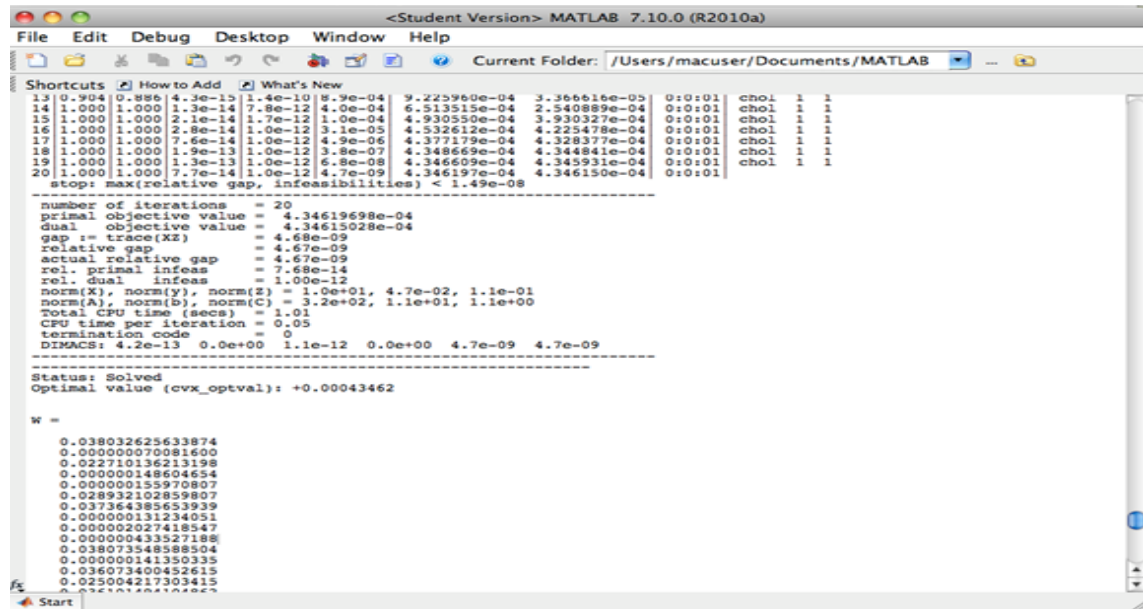 <Student Version> MATLAB 7.10.0 (R2010a)
File Edit Debug Desktop Window Help
Current Folder: /Users/macuser/Documents/MATLAB ...
Shortcuts How to Add What's New
13|0.904|0.886|4.3e-15|1.4e-10|8.9e-04| 9.225960e-04 3.366616e-05| 0:0:01| chol 1 1
14|1.000|1.000|1.3e-14|7.8e-12|4.0e-04| 6.513515e-04 2.540889e-04| 0:0:01| chol 1 1
15|1.000|1.000|2.1e-14|1.7e-12|1.0e-04| 4.930550e-04 3.930327e-04| 0:0:01| chol 1 1
16|1.000|1.000|2.8e-14|1.0e-12|3.1e-05| 4.532612e-04 4.225478e-04| 0:0:01| chol 1 1
17|1.000|1.000|7.6e-14|1.0e-12|4.9e-06| 4.377179e-04 4.328377e-04| 0:0:01| chol 1 1
18|1.000|1.000|1.9e-13|1.0e-12|3.8e-07| 4.348669e-04 4.344841e-04| 0:0:01| chol 1 1
19|1.000|1.000|1.3e-13|1.0e-12|6.8e-08| 4.346609e-04 4.345931e-04| 0:0:01| chol 1 1
20|1.000|1.000|7.7e-14|1.0e-12|4.7e-09| 4.346197e-04 4.346150e-04| 0:0:01|
stop: max(relative gap, infeasibilities) < 1.49e-08
-------------------------------------------------------------------
number of iterations = 20
primal objective value = 4.34619698e-04
dual objective value = 4.34615028e-04
gap := trace(XZ) = 4.68e-09
relative gap = 4.67e-09
actual relative gap = 4.67e-09
rel. primal infeas = 7.68e-14
rel. dual infeas = 1.00e-12
norm(X), norm(y), norm(Z) = 1.0e+01, 4.7e-02, 1.1e-01
norm(A), norm(b), norm(C) = 3.2e+02, 1.1e+01, 1.1e+00
Total CPU time (secs) = 1.01
CPU time per iteration = 0.05
termination code = 0
DIMACS: 4.2e-13 0.0e+00 1.1e-12 0.0e+00 4.7e-09 4.7e-09
-------------------------------------------------------------------
------------------------------------------------------------
Status: Solved
Optimal value (cvx_optval): +0.00043462
w =
0.038032625633874
0.000000070081600
0.022710136213198
0.000000148604654
0.000000155970807
0.028932102859807
0.037364385653939
0.000000131234051
0.000002027418547
0.000000433527188
0.038073548588504
0.000000141350335
0.036073400452615
0.025004217303415
fx
Start